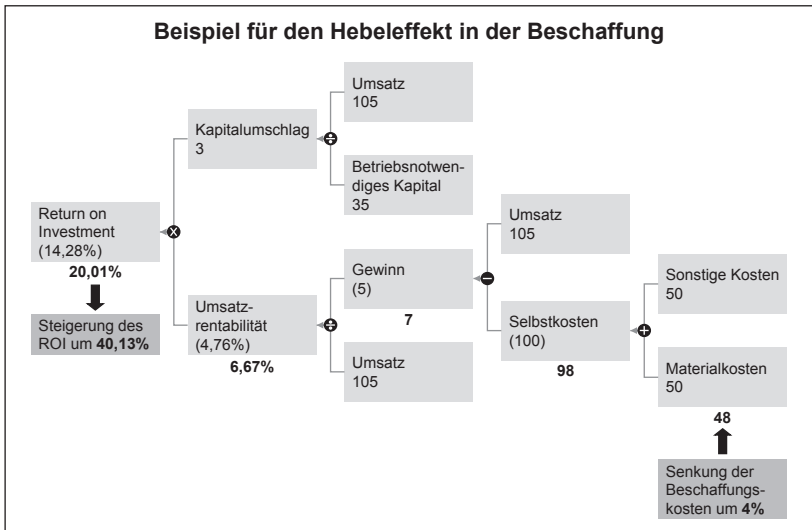 Beispiel für den Hebeleffekt in der Beschaffung
Umsatz
105
Kapitalumschlag
3
Betriebsnotwen-
diges Kapital
35
Return on
Investment
(14,28%)
20,01%
Steigerung des
ROI um 40,13%
Umsatz-
rentabilität
(4,76%)
6,67%
Gewinn
(5)
7
Umsatz
105
Umsatz
105
Selbstkosten
(100)
98
Sonstige Kosten
50
Materialkosten
50
48
Senkung der
Beschaffungs-
kosten um 4%